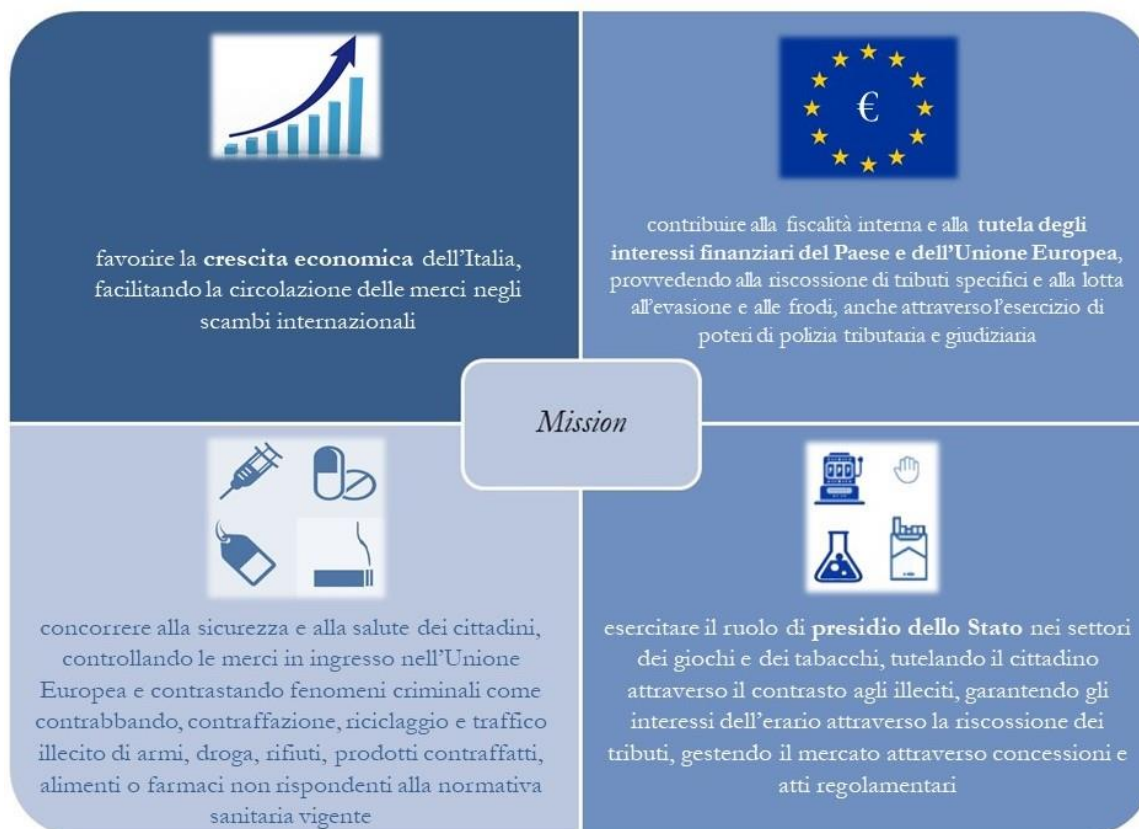 favorire la crescita economica dell'Italia,
facilitando la circolazione delle merci negli
scambi internazionali
€
contribuire alla fiscalità interna e alla tutela degli
interessi finanziari del Paese e dell'Unione Europea,
provvedendo alla riscossione di tributi specifici e alla lotta
all'evasione e alle frodi, anche attraverso l'esercizio di
poteri di polizia tributaria e giudiziaria
Mission
concorrere alla sicurezza e alla salute dei cittadini,
controllando le merci in ingresso nell'Unione
Europea e contrastando fenomeni criminali come
contrabbando, contraffazione, riciclaggio e traffico
illecito di armi, droga, rifiuti, prodotti contraffatti,
alimenti o farmaci non rispondenti alla normativa
sanitaria vigente
esercitare il ruolo di presidio dello Stato nei settori
dei giochi e dei tabacchi, tutelando il cittadino
attraverso il contrasto agli illeciti, garantendo gli
interessi dell'erario attraverso la riscossione dei
tributi, gestendo il mercato attraverso concessioni e
atti regolamentari